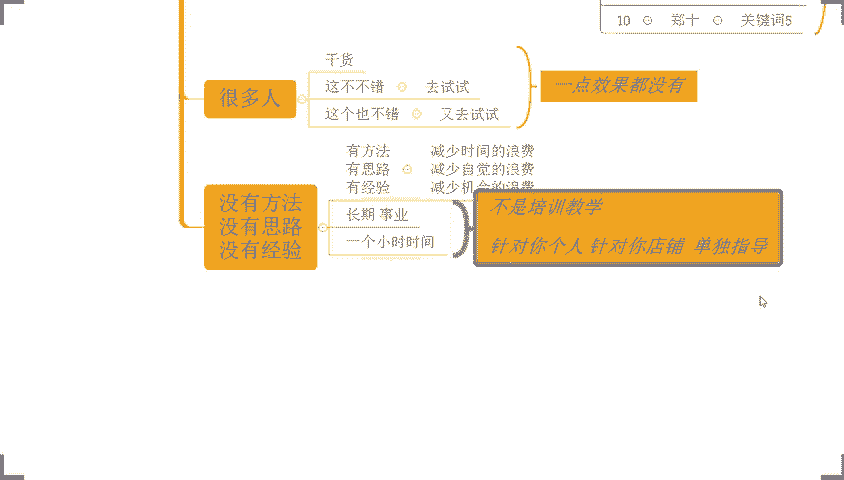 10 郑十 关键词5
干货
很多人
这不不错 去试试
一点效果都没有
这个也不错 又去试试
有方法 减少时间的浪费
有思路 减少自觉的浪费
有经验 减少机会的浪费
没有方法
没有思路
没有经验
长期 事业
一个小时时间
不是培训教学
针对你个人 针对你店铺 单独指导